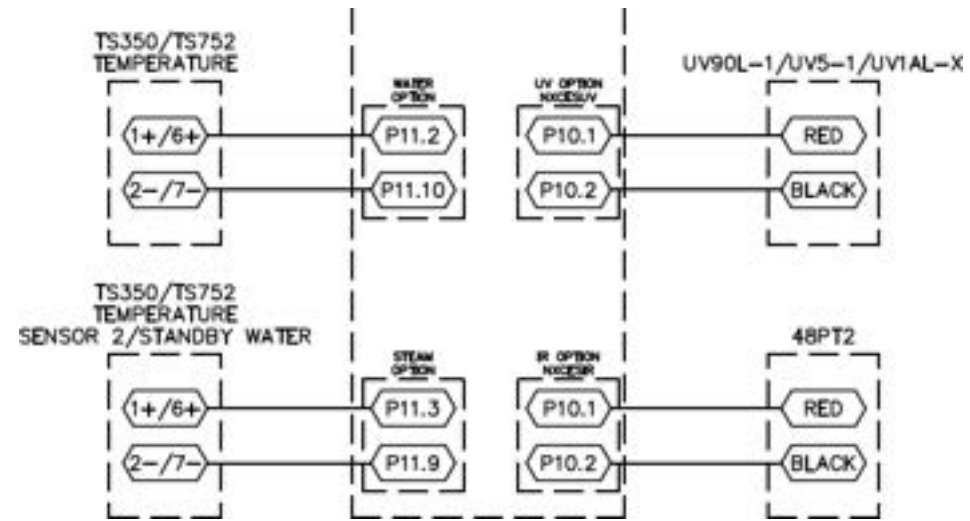 TS350/TS752
TEMPERATURE
WATER
OPTION
UV OPTION
NXCESUV
UV90L-1/UV5-1/UV1AL-X
1+/6+
P11.2
P10.1
RED
2-/7-
P11.10
P10.2
BLACK
TS350/TS752
TEMPERATURE
SENSOR 2/STANDBY WATER
STEAM
OPTION
IR OPTION
NXCESIR
48PT2
1+/6+
P11.3
P10.1
RED
2-/7-
P11.9
P10.2
BLACK